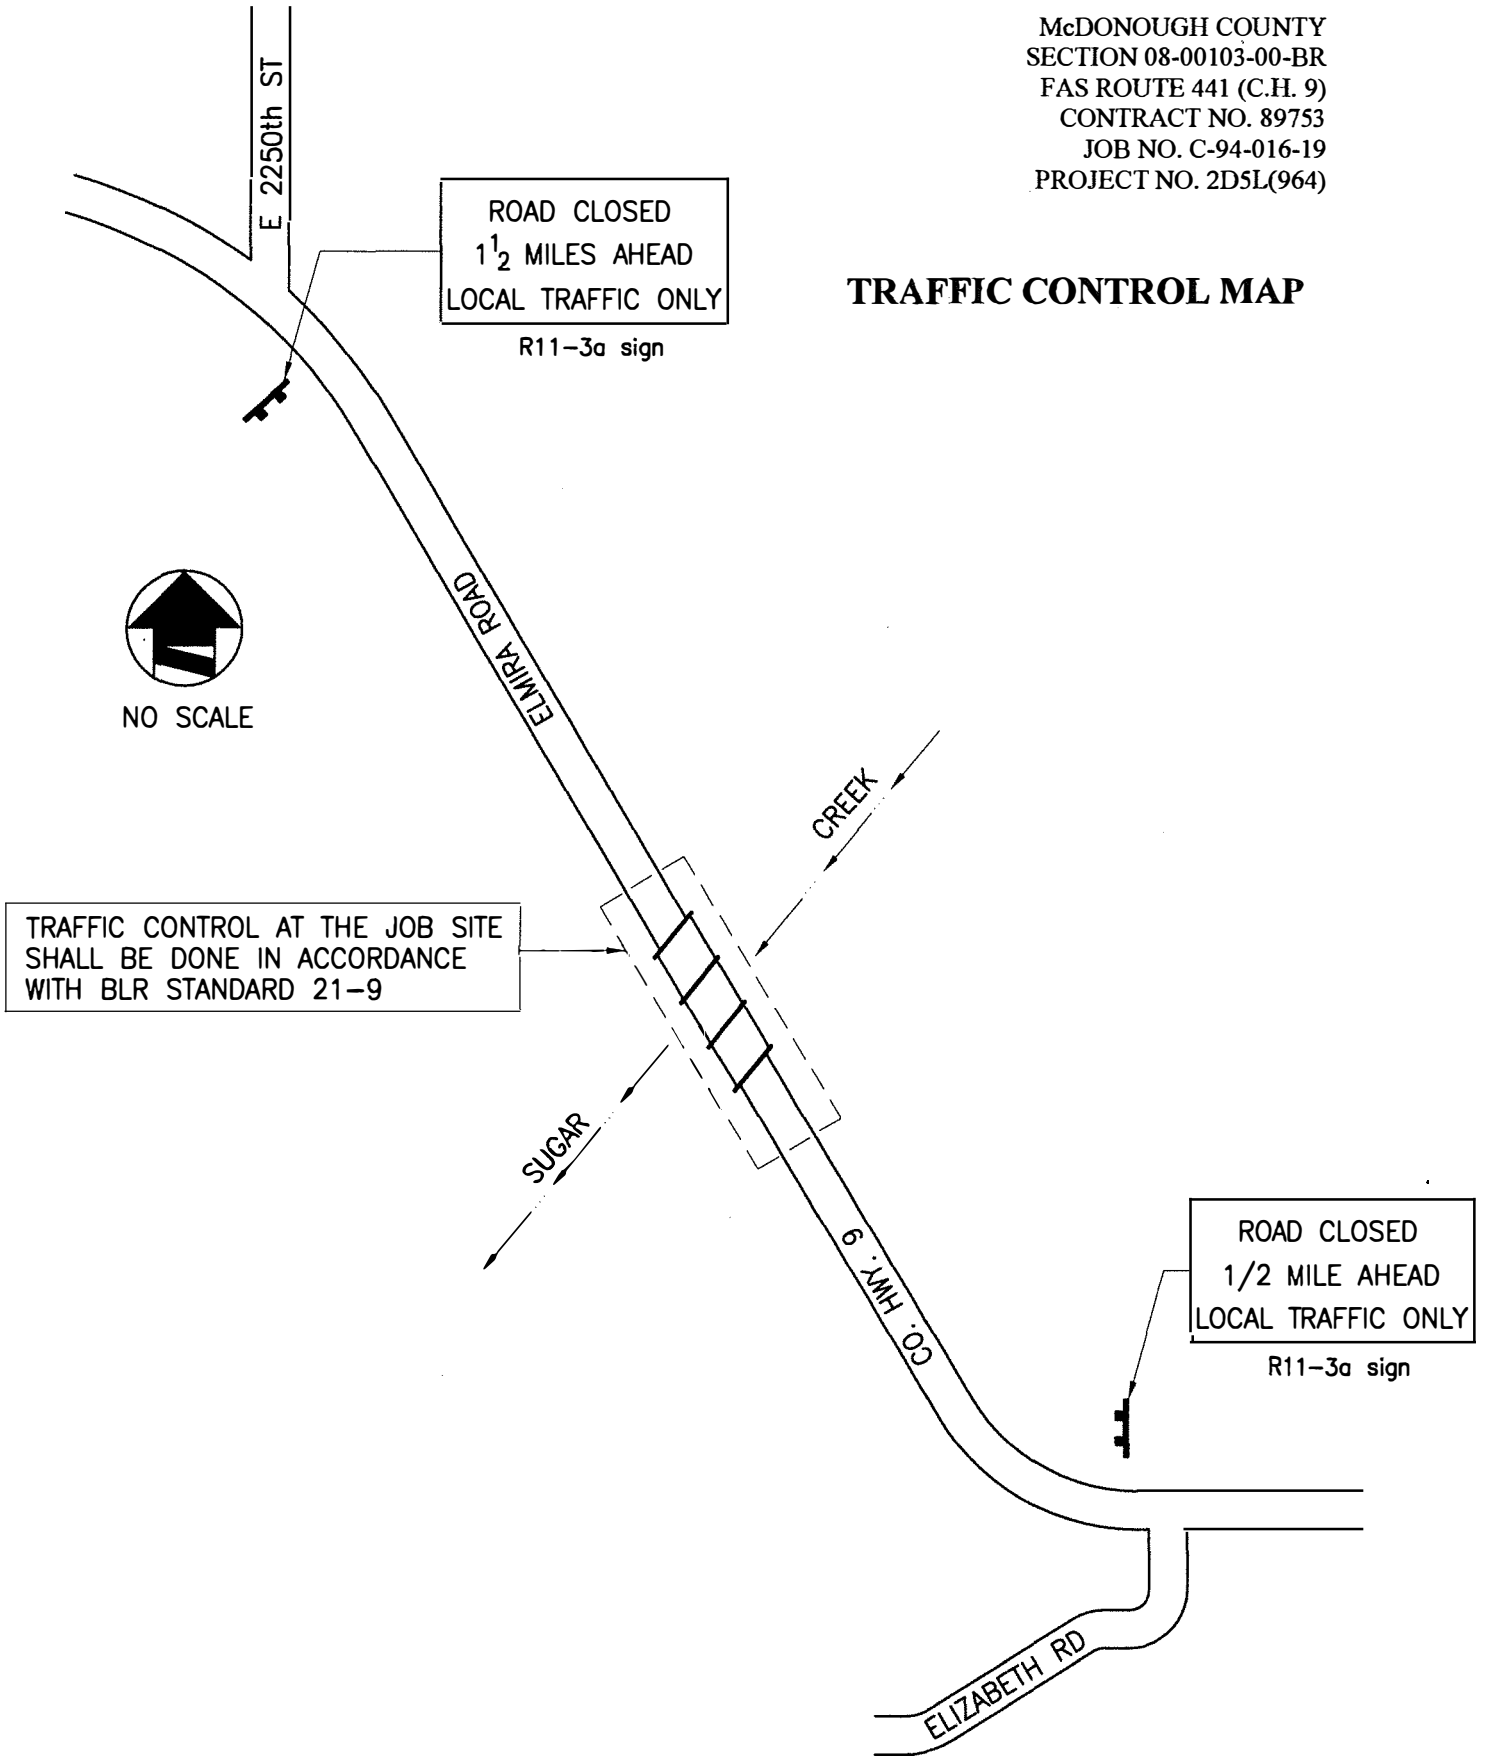 McDONOUGH COUNTY
SECTION 08-00103-00-BR
FAS ROUTE 441 (C.H. 9)
CONTRACT NO. 89753
JOB NO. C-94-016-19
PROJECT NO. 2D5L(964)
TRAFFIC CONTROL MAP
E 2250th ST
ROAD CLOSED
1 1/2 MILES AHEAD
LOCAL TRAFFIC ONLY
R11-3a sign
ELMIRA ROAD
NO SCALE
CREEK
TRAFFIC CONTROL AT THE JOB SITE
SHALL BE DONE IN ACCORDANCE
WITH BLR STANDARD 21-9
SUGAR
CO. HWY. 9
ROAD CLOSED
1/2 MILE AHEAD
LOCAL TRAFFIC ONLY
R11-3a sign
ELIZABETH RD